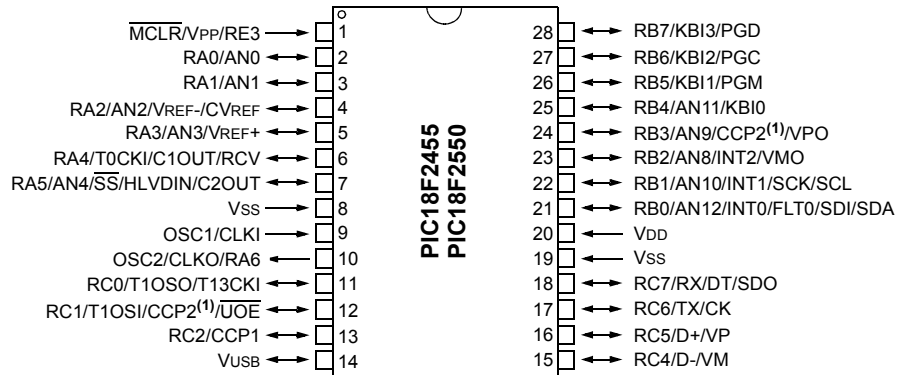 MCLR/VPP/RE3 1
RA0/AN0 2
RA1/AN1 3
RA2/AN2/VREF-/CVREF 4
RA3/AN3/VREF+ 5
RA4/T0CKI/C1OUT/RCV 6
RA5/AN4/SS/HLVDIN/C2OUT 7
VSS 8
OSC1/CLKI 9
OSC2/CLKO/RA6 10
RC0/T1OSO/T13CKI 11
RC1/T1OSI/CCP2(1)/UOE 12
RC2/CCP1 13
VUSB 14
PIC18F2455
PIC18F2550
28 RB7/KBI3/PGD
27 RB6/KBI2/PGC
26 RB5/KBI1/PGM
25 RB4/AN11/KBI0
24 RB3/AN9/CCP2(1)/VPO
23 RB2/AN8/INT2/VMO
22 RB1/AN10/INT1/SCK/SCL
21 RB0/AN12/INT0/FLT0/SDI/SDA
20 VDD
19 VSS
18 RC7/RX/DT/SDO
17 RC6/TX/CK
16 RC5/D+/VP
15 RC4/D-/VM